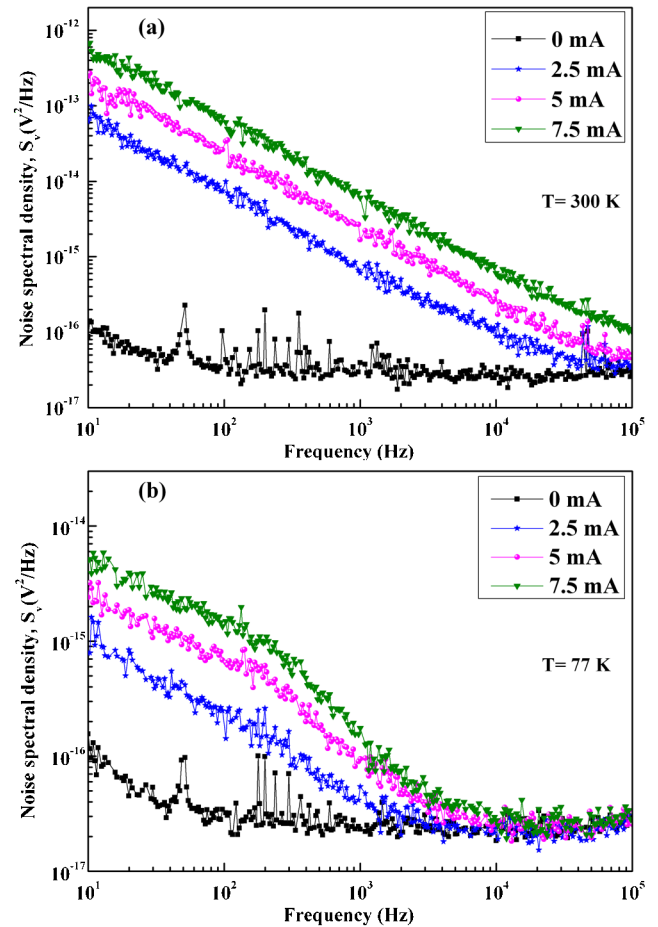 (a)
0 mA
2.5 mA
5 mA
7.5 mA
T= 300 K
Noise spectral density, Sᵥ(V²/Hz)
10⁻¹²
10⁻¹³
10⁻¹⁴
10⁻¹⁵
10⁻¹⁶
10⁻¹⁷
10¹ 10² 10³ 10⁴ 10⁵
Frequency (Hz)
(b)
0 mA
2.5 mA
5 mA
7.5 mA
T= 77 K
Noise spectral density, Sᵥ(V²/Hz)
10⁻¹⁴
10⁻¹⁵
10⁻¹⁶
10⁻¹⁷
10¹ 10² 10³ 10⁴ 10⁵
Frequency (Hz)